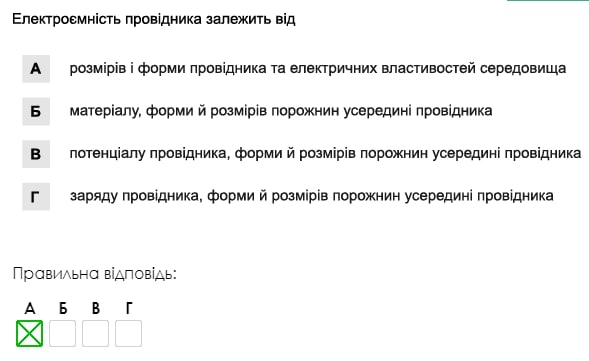 Електроємність провідника залежить від
А розмірів і форми провідника та електричних властивостей середовища
Б матеріалу, форми й розмірів порожнин усередині провідника
В потенціалу провідника, форми й розмірів порожнин усередині провідника
Г заряду провідника, форми й розмірів порожнин усередині провідника
Правильна відповідь:
А Б В Г